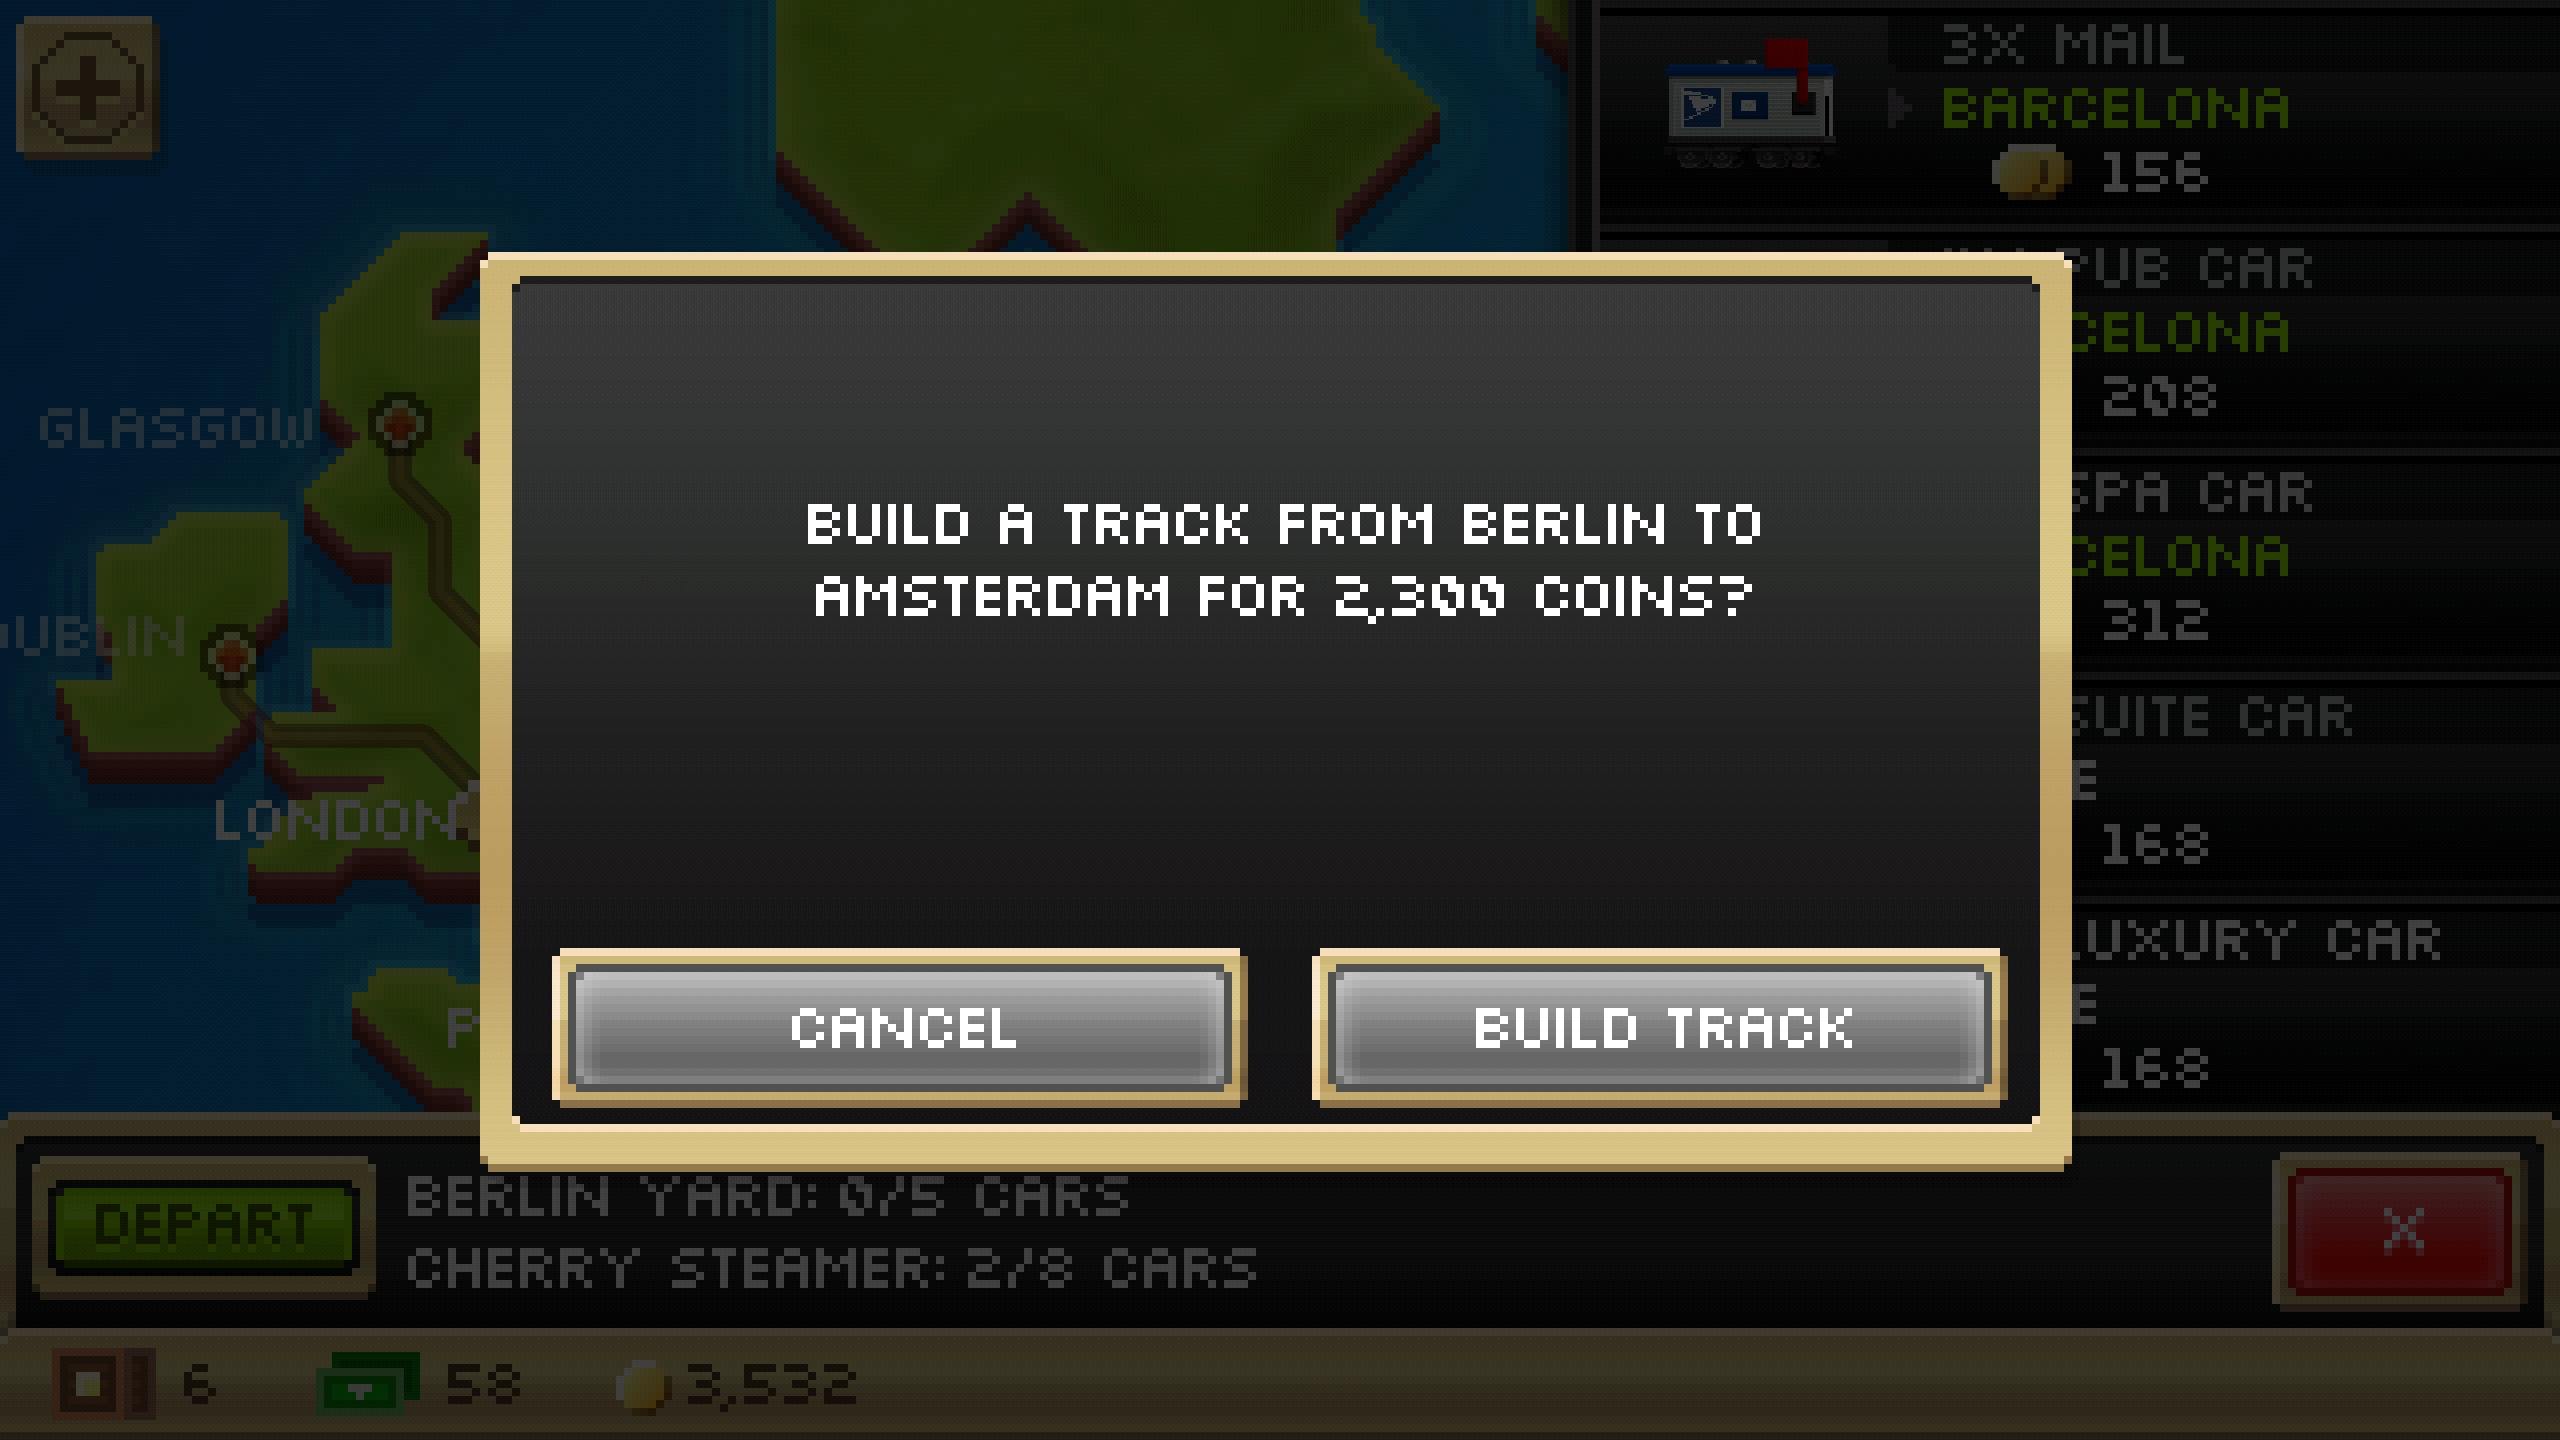 3X MAIL
BARCELONA
156
PUB CAR
CELONA
208
SPA CAR
CELONA
312
SUITE CAR
E
168
LUXURY CAR
E
168
GLASGOW
DUBLIN
LONDON
P
BUILD A TRACK FROM BERLIN TO
AMSTERDAM FOR 2,300 COINS?
CANCEL
BUILD TRACK
DEPART
BERLIN YARD: 0/5 CARS
CHERRY STEAMER: 2/8 CARS
X
6
58
3,532